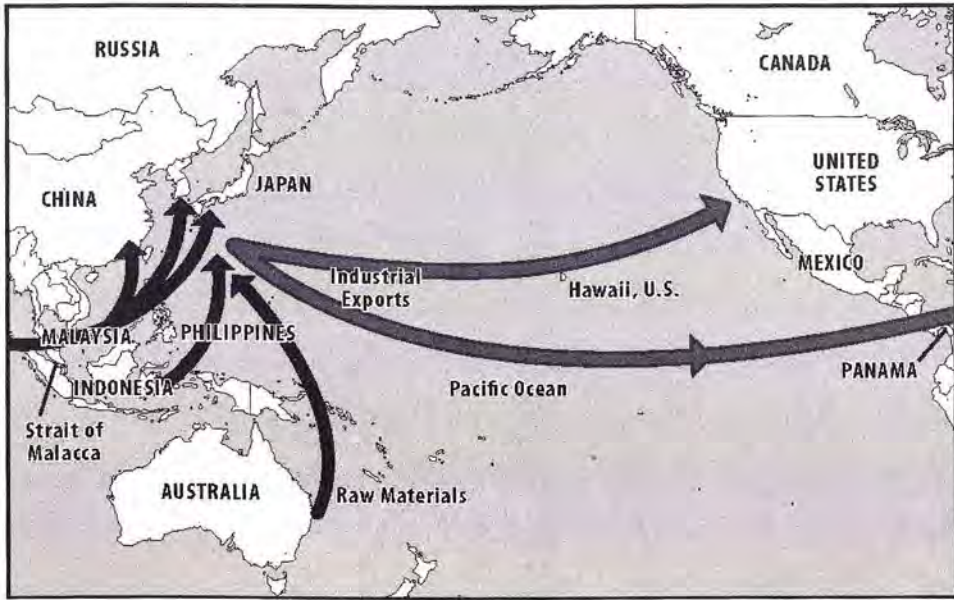 RUSSIA
CANADA
UNITED
STATES
CHINA
JAPAN
MEXICO
Industrial
Exports
Hawaii, U.S.
MALAYSIA
PHILIPPINES
PANAMA
INDONESIA
Pacific Ocean
Strait of
Malacca
AUSTRALIA
Raw Materials